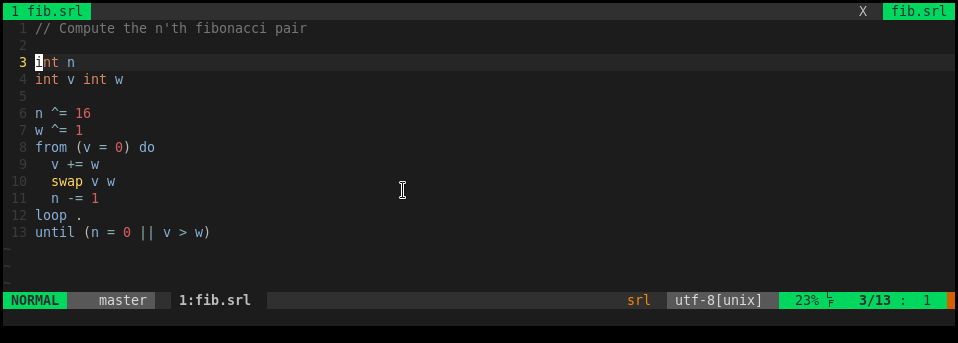 1 fib.srl X fib.srl
1 // Compute the n'th fibonacci pair
2
3 int n
4 int v int w
5
6 n ^= 16
7 w ^= 1
8 from (v = 0) do
9   v += w
10   swap v w
11   n -= 1
12 loop .
13 until (n = 0 || v > w)
~
~
~
NORMAL master 1:fib.srl srl utf-8[unix] 23% ␊ 3/13 : 1